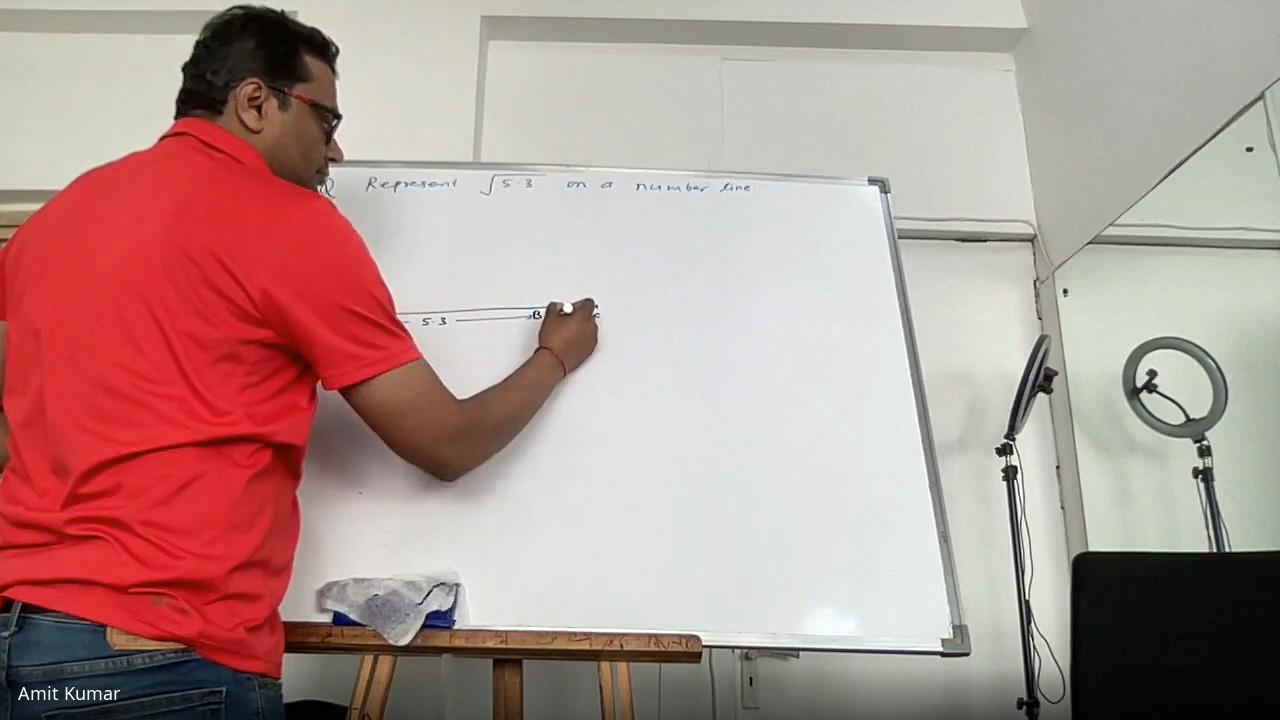 Q Represent √5.3 on a number line
5.3 B C
Amit Kumar